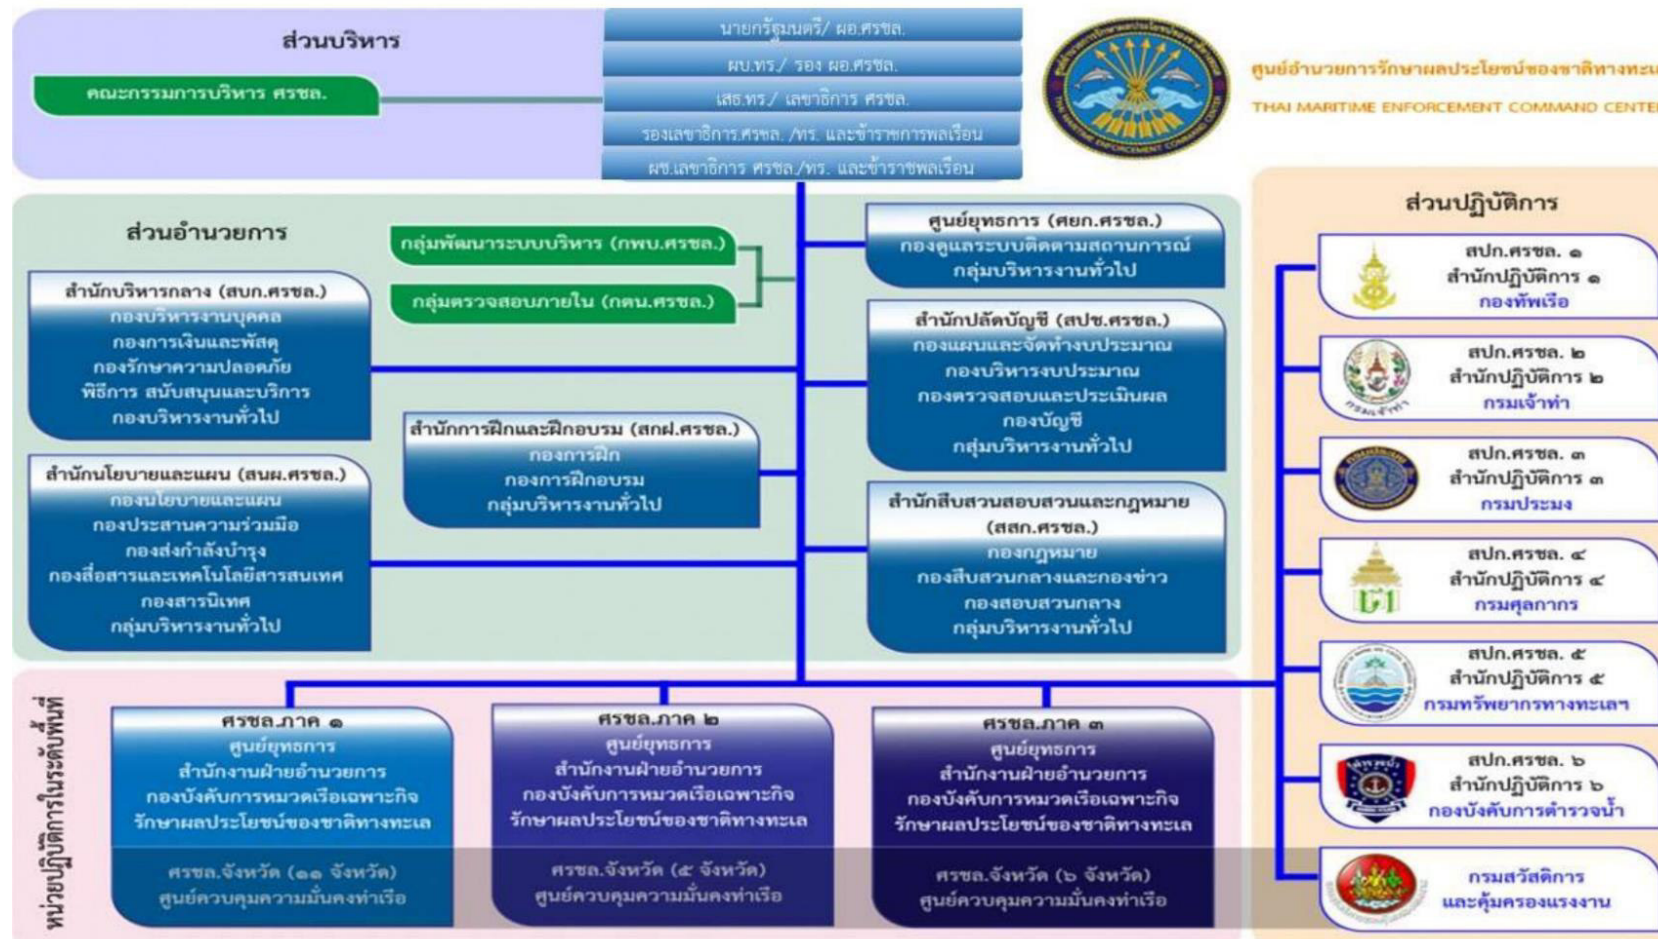 ส่วนบริหาร
คณะกรรมการบริหาร ศรชล.
นายกรัฐมนตรี/ ผอ.ศรชล.
ผบ.ทร./ รอง ผอ.ศรชล.
เสธ.ทร./ เลขาธิการ ศรชล.
รองเลขาธิการ.ศรชล. /ทร. และข้าราชการพลเรือน
ผช.เลขาธิการ ศรชล./ทร. และข้าราชพลเรือน
ศูนย์อำนวยการรักษาผลประโยชน์ของชาติทางทะเล
THAI MARITIME ENFORCEMENT COMMAND CENTER
ส่วนอำนวยการ
กลุ่มพัฒนาระบบบริหาร (กพบ.ศรชล.)
กลุ่มตรวจสอบภายใน (กตน.ศรชล.)
สำนักบริหารกลาง (สบก.ศรชล.)
กองบริหารงานบุคคล
กองการเงินและพัสดุ
กองรักษาความปลอดภัย
พิธีการ สนับสนุนและบริการ
กองบริหารงานทั่วไป
สำนักนโยบายและแผน (สนผ.ศรชล.)
กองนโยบายและแผน
กองประสานความร่วมมือ
กองส่งกำลังบำรุง
กองสื่อสารและเทคโนโลยีสารสนเทศ
กองสารนิเทศ
กลุ่มบริหารงานทั่วไป
สำนักการฝึกและฝึกอบรม (สกฝ.ศรชล.)
กองการฝึก
กองการฝึกอบรม
กลุ่มบริหารงานทั่วไป
ศูนย์ยุทธการ (ศยก.ศรชล.)
กองดูแลระบบติดตามสถานการณ์
กลุ่มบริหารงานทั่วไป
สำนักปลัดบัญชี (สปช.ศรชล.)
กองแผนและจัดทำงบประมาณ
กองบริหารงบประมาณ
กองตรวจสอบและประเมินผล
กองบัญชี
กลุ่มบริหารงานทั่วไป
สำนักสืบสวนสอบสวนและกฎหมาย
(สสก.ศรชล.)
กองกฎหมาย
กองสืบสวนกลางและกองข่าว
กองสอบสวนกลาง
กลุ่มบริหารงานทั่วไป
ส่วนปฏิบัติการ
สปก.ศรชล. ๑
สำนักปฏิบัติการ ๑
กองทัพเรือ
สปก.ศรชล. ๒
สำนักปฏิบัติการ ๒
กรมเจ้าท่า
กรมเจ้าท่า
สปก.ศรชล. ๓
สำนักปฏิบัติการ ๓
กรมประมง
สปก.ศรชล. ๔
สำนักปฏิบัติการ ๔
กรมศุลกากร
สปก.ศรชล. ๕
สำนักปฏิบัติการ ๕
กรมทรัพยากรทางทะเลฯ
สปก.ศรชล. ๖
สำนักปฏิบัติการ ๖
กองบังคับการตำรวจน้ำ
กรมสวัสดิการ
และคุ้มครองแรงงาน
หน่วยปฏิบัติการในระดับพื้นที่
ศรชล.ภาค ๑
ศูนย์ยุทธการ
สำนักงานฝ่ายอำนวยการ
กองบังคับการหมวดเรือเฉพาะกิจ
รักษาผลประโยชน์ของชาติทางทะเล
ศรชล.จังหวัด (๑๑ จังหวัด)
ศูนย์ควบคุมความมั่นคงท่าเรือ
ศรชล.ภาค ๒
ศูนย์ยุทธการ
สำนักงานฝ่ายอำนวยการ
กองบังคับการหมวดเรือเฉพาะกิจ
รักษาผลประโยชน์ของชาติทางทะเล
ศรชล.จังหวัด (๕ จังหวัด)
ศูนย์ควบคุมความมั่นคงท่าเรือ
ศรชล.ภาค ๓
ศูนย์ยุทธการ
สำนักงานฝ่ายอำนวยการ
กองบังคับการหมวดเรือเฉพาะกิจ
รักษาผลประโยชน์ของชาติทางทะเล
ศรชล.จังหวัด (๖ จังหวัด)
ศูนย์ควบคุมความมั่นคงท่าเรือ